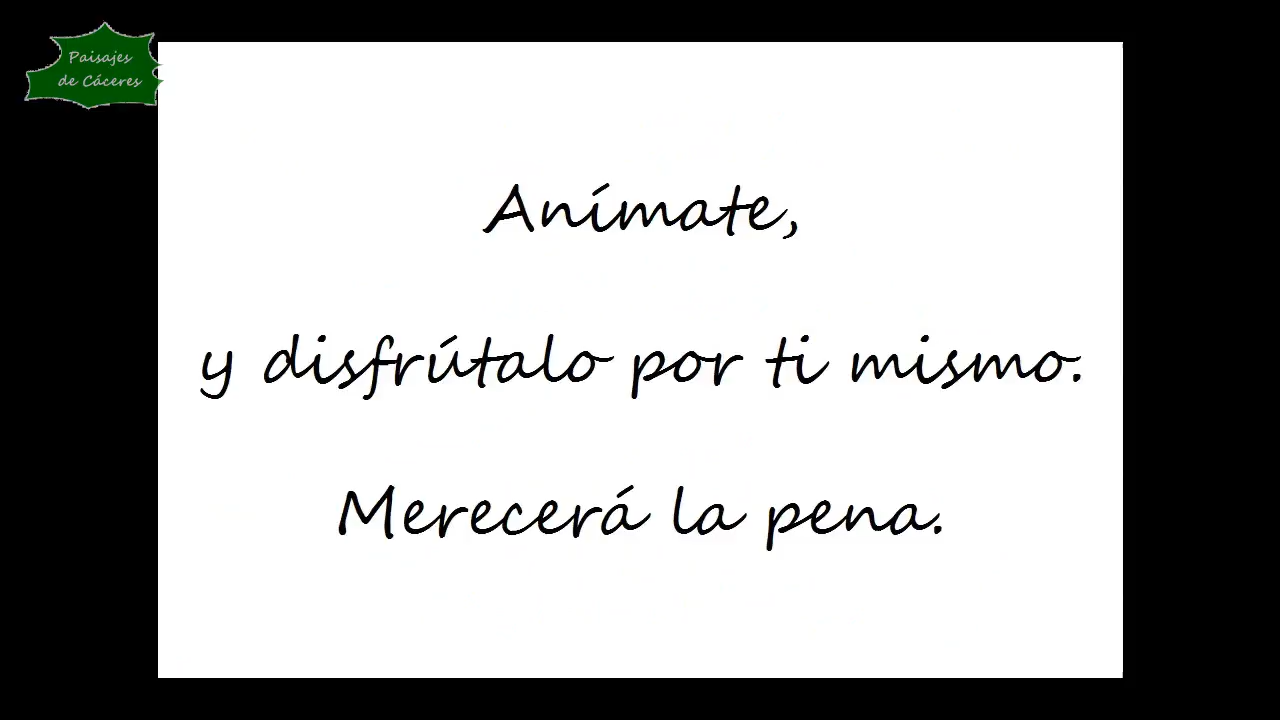 Paisajes
de Cáceres
Anímate,
y disfrútalo por ti mismo.
Merecerá la pena.